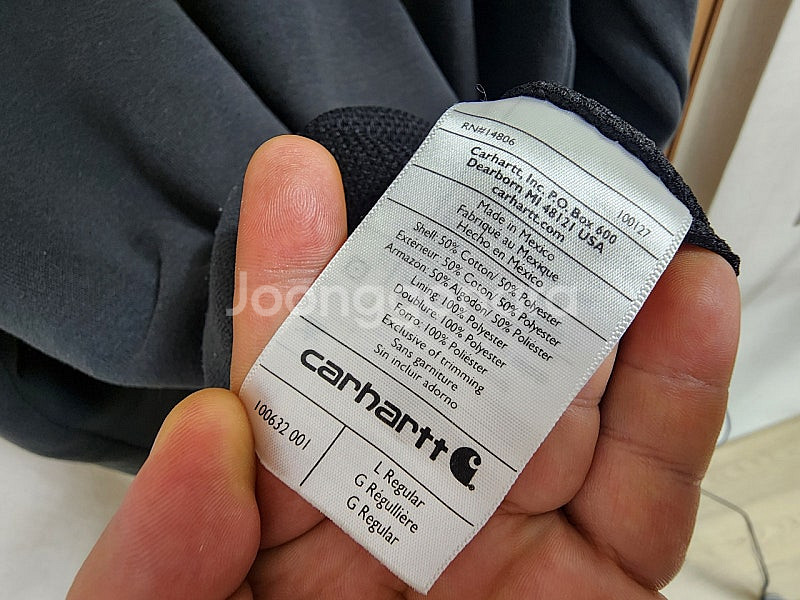 RN#14806
100127
Carhartt, Inc. P.O. Box 600
Dearborn, MI 48121 USA
carhartt.com
Made in Mexico
Fabriqué au Mexique
Hecho en Mexico
Shell: 50% Cotton/ 50% Polyester
Exterieur: 50% Coton/ 50% Polyester
Armazon: 50% Algodon/ 50% Poliester
Lining: 100% Polyester
Doublure: 100% Polyester
Forro: 100% Poliester
Exclusive of trimming
Sans garniture
Sin incluir adorno
carhartt
100632 001
L Regular
G Régullière
G Regular